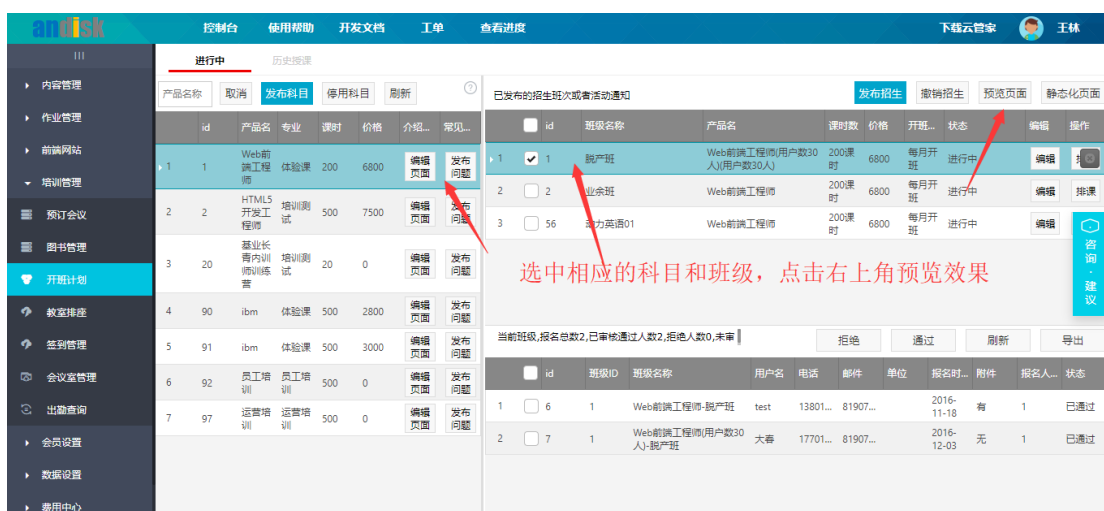 andisk 控制台 使用帮助 开发文档 工单 查看进度 下载云管家 王林
内容管理
作业管理
前端网站
培训管理
预订会议
图书管理
开班计划
教室排座
签到管理
会议室管理
出勤查询
会员设置
数据设置
费用中心
进行中 历史授课
产品名称 取消 发布科目 停用科目 刷新
id 产品名 专业 课时 价格 介绍... 常见...
1 1 Web前端工程师 体验课 200 6800 编辑页面 发布问题
2 2 HTML5开发工程师 培训测试 500 7500 编辑页面 发布问题
3 20 基业长青内训师训练营 培训测试 20 0 编辑页面 发布问题
4 90 ibm 体验课 500 2800 编辑页面 发布问题
5 91 ibm 体验课 500 3000 编辑页面 发布问题
6 92 员工培训 员工培训 500 0 编辑页面 发布问题
7 97 运营培训 运营培训 500 0 编辑页面 发布问题
已发布的招生班次或者活动通知 发布招生 撤销招生 预览页面 静态化页面
id 班级名称 产品名 课时数 价格 开班... 状态 编辑 操作
1 1 脱产班 Web前端工程师(用户数30人)(用户数30人) 200课时 6800 每月开班 进行中 编辑
2 2 业余班 Web前端工程师 200课时 6800 每月开班 进行中 编辑 排课
3 56 动力英语01 Web前端工程师 200课时 6800 每月开班 进行中 编辑
选中相应的科目和班级，点击右上角预览效果
咨询·建议
当前班级,报名总数2,已审核通过人数2,拒绝人数0,未审 拒绝 通过 刷新 导出
id 班级ID 班级名称 用户名 电话 邮件 单位 报名时... 附件 报名人... 状态
1 6 1 Web前端工程师-脱产班 test 13801... 81907... 2016-11-18 有 1 已通过
2 7 1 Web前端工程师(用户数30人)-脱产班 大春 17701... 81907... 2016-12-03 无 1 已通过